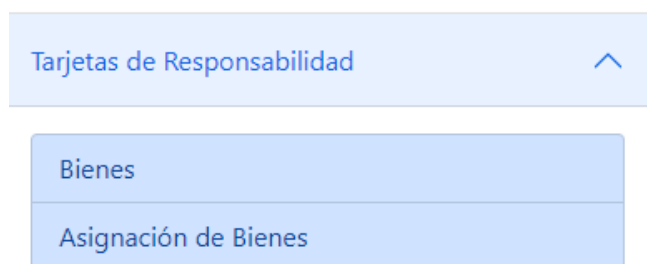 Tarjetas de Responsabilidad
Bienes
Asignación de Bienes